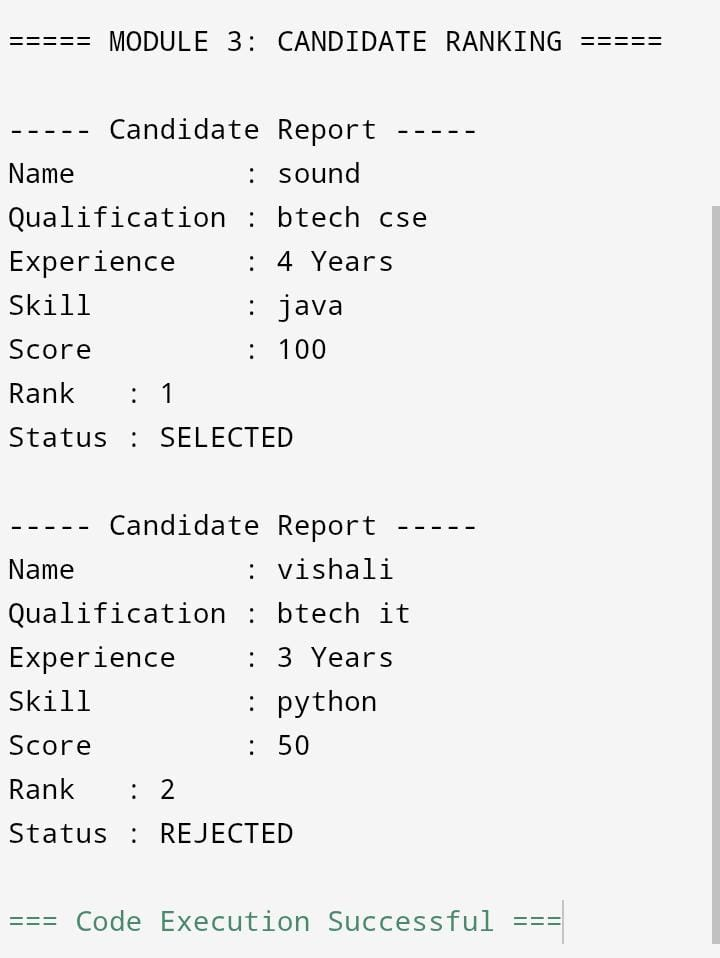 ===== MODULE 3: CANDIDATE RANKING =====
----- Candidate Report -----
Name          : sound
Qualification : btech cse
Experience    : 4 Years
Skill         : java
Score         : 100
Rank   : 1
Status : SELECTED
----- Candidate Report -----
Name          : vishali
Qualification : btech it
Experience    : 3 Years
Skill         : python
Score         : 50
Rank   : 2
Status : REJECTED
=== Code Execution Successful ===